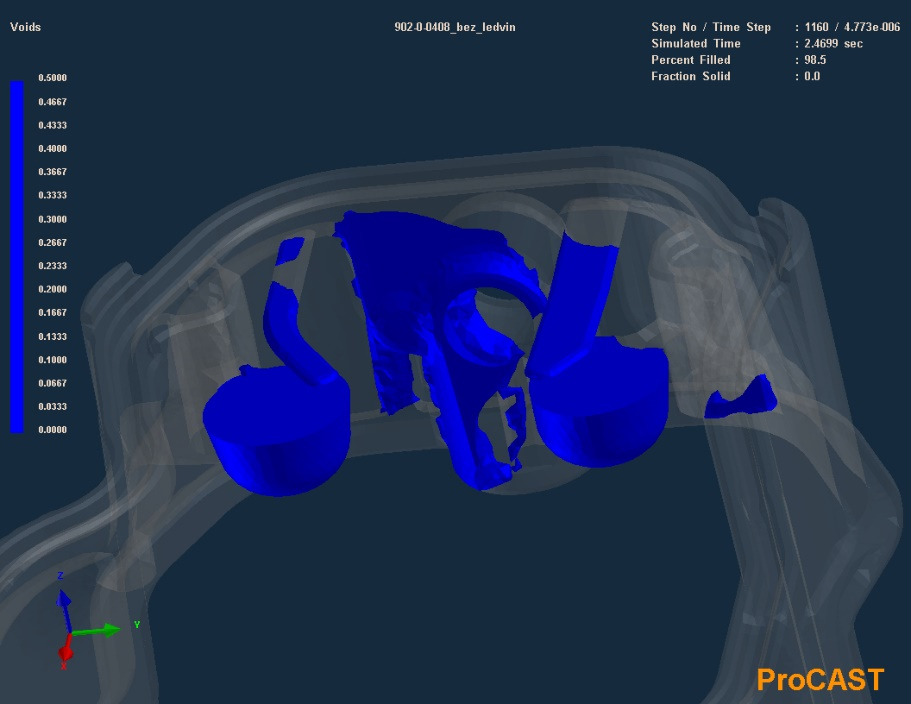 Voids
902-0-0408_bez_ledvin
Step No / Time Step : 1160 / 4.773e-006
Simulated Time : 2.4699 sec
Percent Filled : 98.5
Fraction Solid : 0.0
0.5000
0.4667
0.4333
0.4000
0.3667
0.3333
0.3000
0.2667
0.2333
0.2000
0.1667
0.1333
0.1000
0.0667
0.0333
0.0000
Z
Y
X
ProCAST